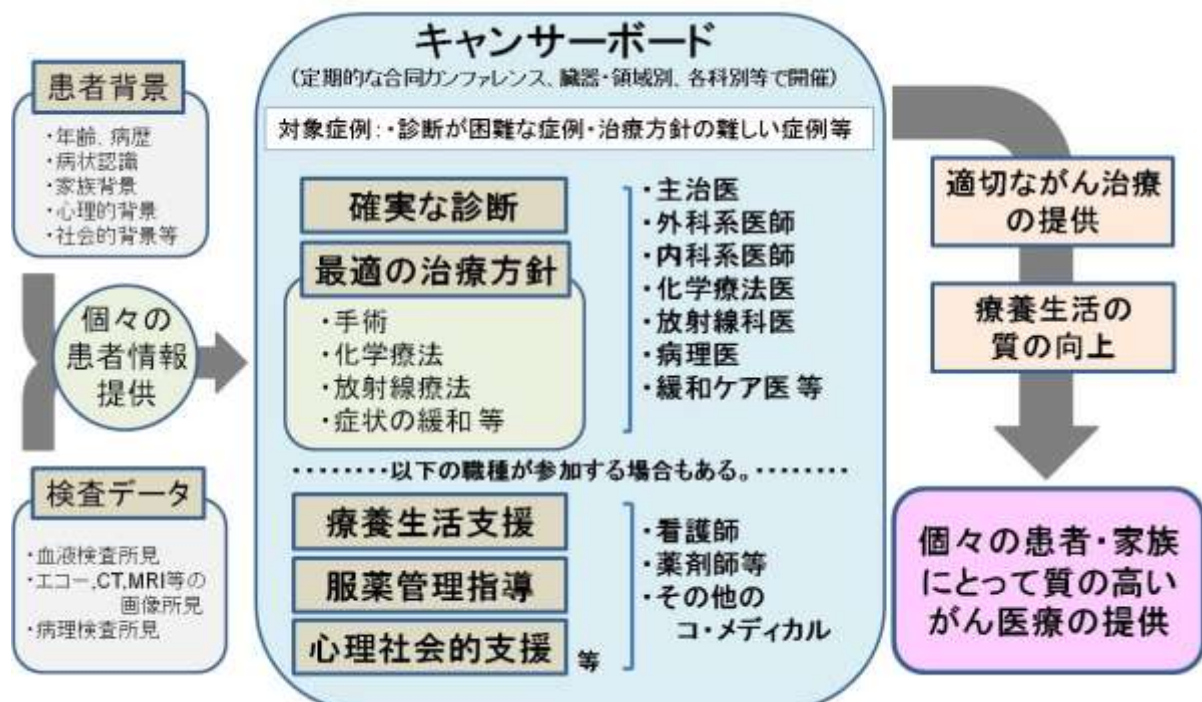 キャンサーボード
(定期的な合同カンファレンス、臓器・領域別、各科別等で開催)
対象症例：・診断が困難な症例・治療方針の難しい症例等
患者背景
・年齢、病歴
・病状認識
・家族背景
・心理的背景
・社会的背景等
個々の
患者情報
提供
検査データ
・血液検査所見
・エコー,CT,MRI等の
画像所見
・病理検査所見
確実な診断
最適の治療方針
・手術
・化学療法
・放射線療法
・症状の緩和 等
・主治医
・外科系医師
・内科系医師
・化学療法医
・放射線科医
・病理医
・緩和ケア医 等
・・・・・・・・以下の職種が参加する場合もある。・・・・・・・・
療養生活支援
服薬管理指導
心理社会的支援 等
・看護師
・薬剤師等
・その他の
コ・メディカル
適切ながん治療
の提供
療養生活の
質の向上
個々の患者・家族
にとって質の高い
がん医療の提供